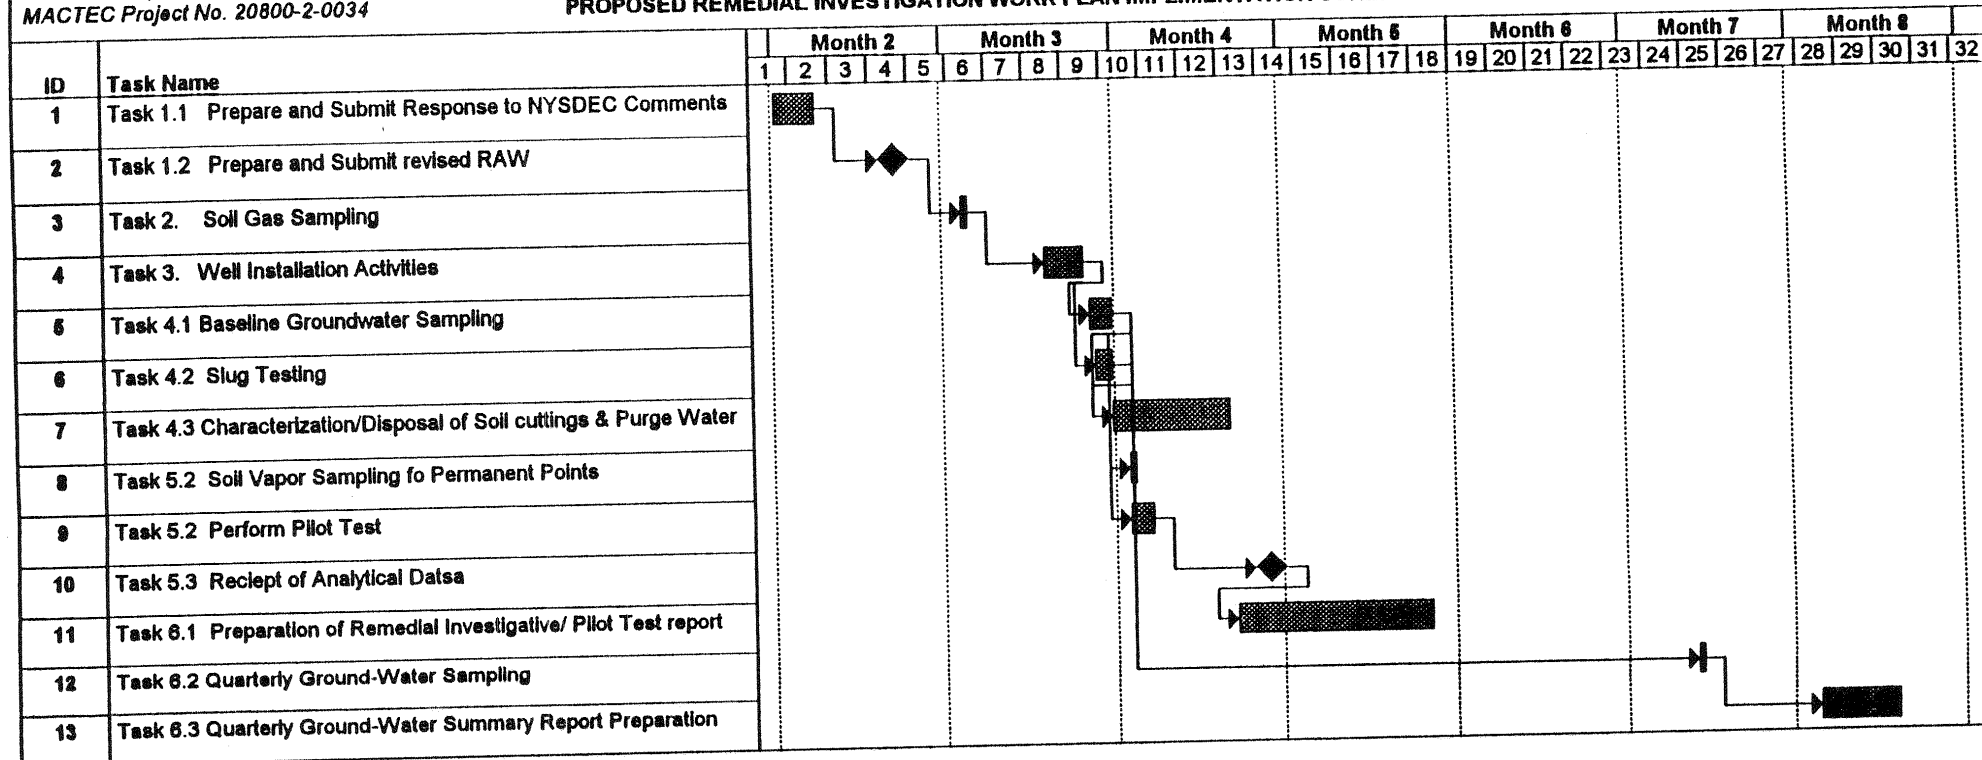 MACTEC Project No. 20800-2-0034
PROPOSED REMEDIAL INVESTIGATION WORK PLAN IMPLEMENTATION
Month 2 Month 3 Month 4 Month 5 Month 6 Month 7 Month 8
ID Task Name 1 2 3 4 5 6 7 8 9 10 11 12 13 14 15 16 17 18 19 20 21 22 23 24 25 26 27 28 29 30 31 32
1 Task 1.1 Prepare and Submit Response to NYSDEC Comments
2 Task 1.2 Prepare and Submit revised RAW
3 Task 2. Soil Gas Sampling
4 Task 3. Well Installation Activities
5 Task 4.1 Baseline Groundwater Sampling
6 Task 4.2 Slug Testing
7 Task 4.3 Characterization/Disposal of Soil cuttings & Purge Water
8 Task 5.2 Soil Vapor Sampling fo Permanent Points
9 Task 5.2 Perform Pilot Test
10 Task 5.3 Reciept of Analytical Datsa
11 Task 6.1 Preparation of Remedial Investigative/ Pilot Test report
12 Task 6.2 Quarterly Ground-Water Sampling
13 Task 6.3 Quarterly Ground-Water Summary Report Preparation